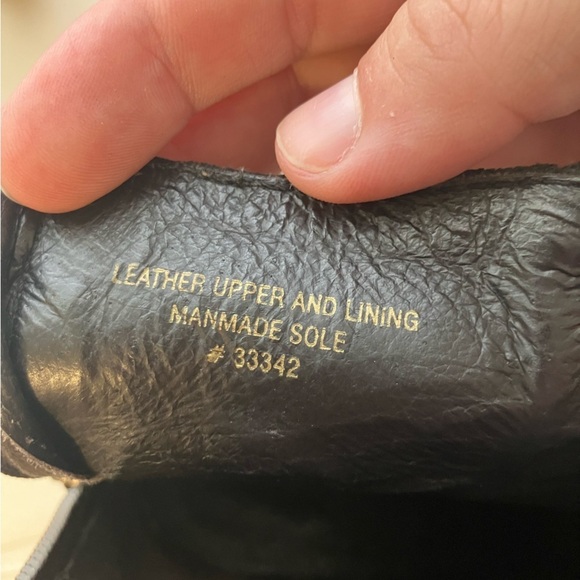 LEATHER UPPER AND LINING
MANMADE SOLE
# 33342